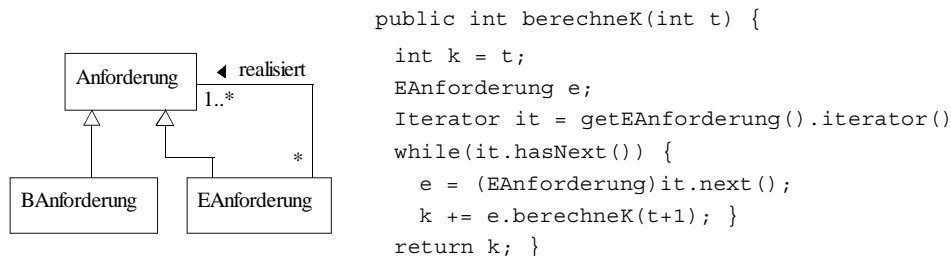 Anforderung
realisiert
1..*
*
BAnforderung
EAnforderung
public int berechneK(int t) {
int k = t;
EAnforderung e;
Iterator it = getEAnforderung().iterator()
while(it.hasNext()) {
e = (EAnforderung)it.next();
k += e.berechneK(t+1); }
return k; }